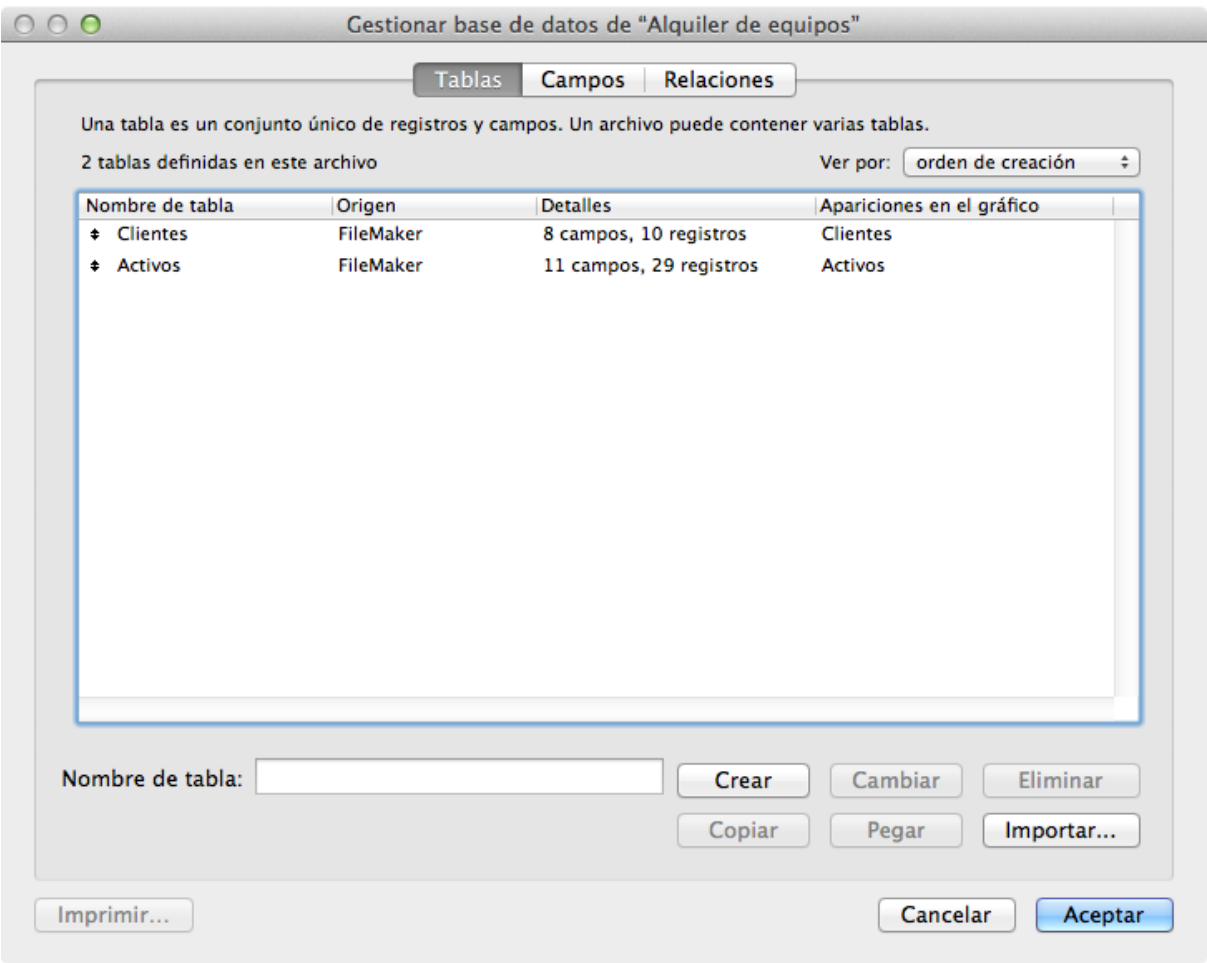 Gestionar base de datos de “Alquiler de equipos”
Tablas Campos Relaciones
Una tabla es un conjunto único de registros y campos. Un archivo puede contener varias tablas.
2 tablas definidas en este archivo Ver por: orden de creación
Nombre de tabla Origen Detalles Apariciones en el gráfico
Clientes FileMaker 8 campos, 10 registros Clientes
Activos FileMaker 11 campos, 29 registros Activos
Nombre de tabla: Crear Cambiar Eliminar
Copiar Pegar Importar...
Imprimir... Cancelar Aceptar